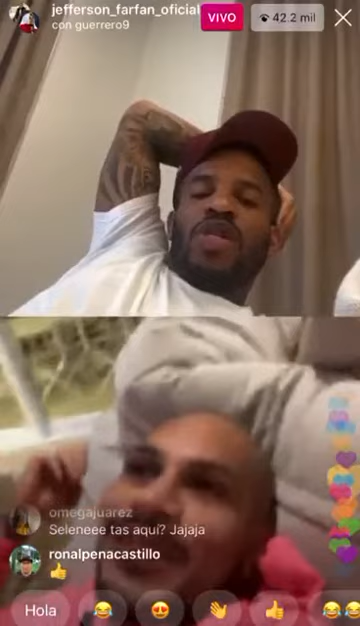 jefferson_farfan_oficial
con guerrero9
VIVO
42.2 mil
omegajuarez
Seleneee tas aquí? Jajaja
ronalpenacastillo
👍
Hola